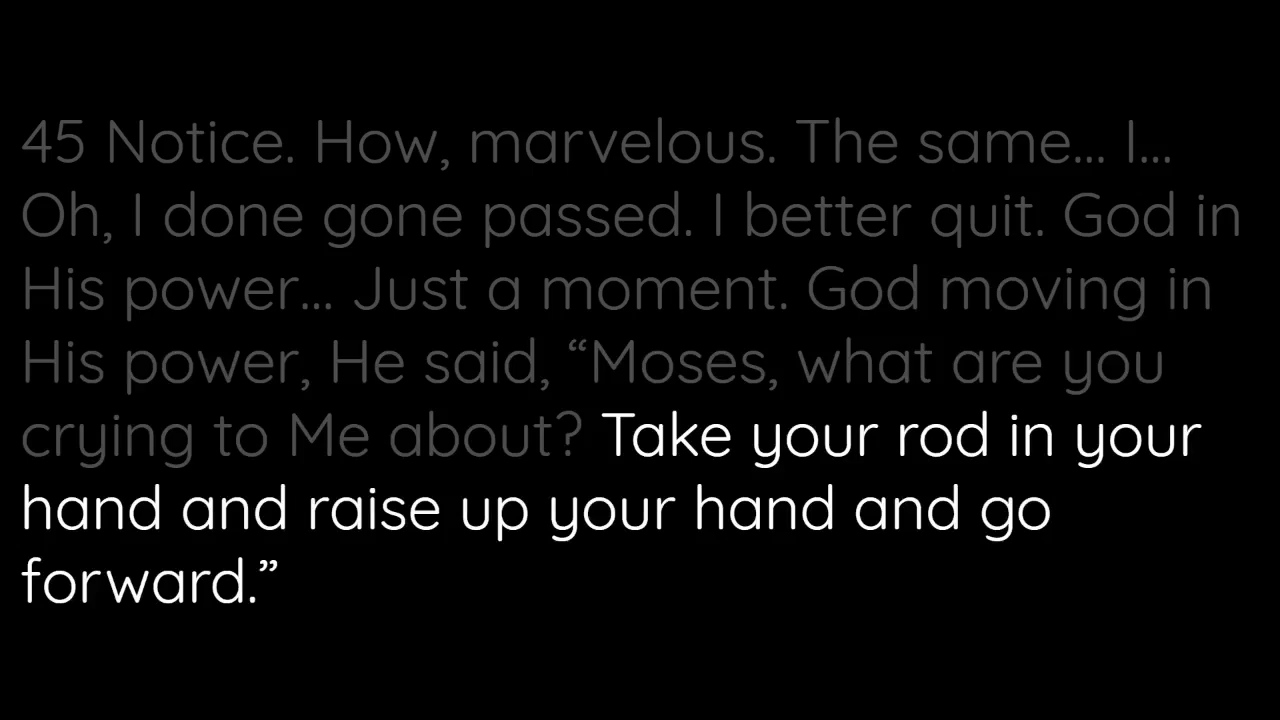 45 Notice. How, marvelous. The same... I...
Oh, I done gone passed. I better quit. God in
His power... Just a moment. God moving in
His power, He said, “Moses, what are you
crying to Me about? Take your rod in your
hand and raise up your hand and go
forward.”